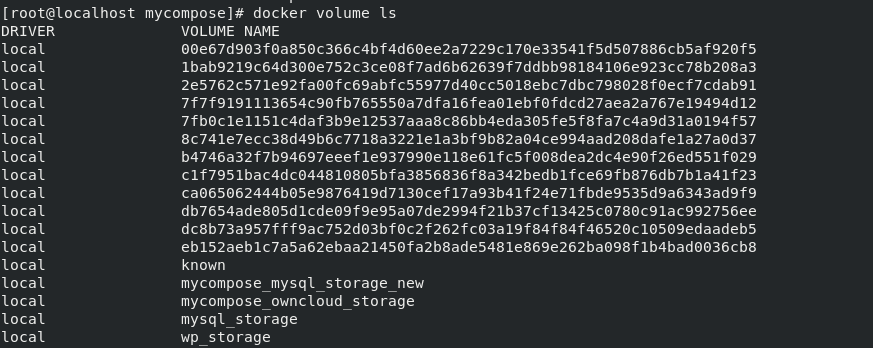 [root@localhost mycompose]# docker volume ls
DRIVER              VOLUME NAME
local               00e67d903f0a850c366c4bf4d60ee2a7229c170e33541f5d507886cb5af920f5
local               1bab9219c64d300e752c3ce08f7ad6b62639f7ddbb98184106e923cc78b208a3
local               2e5762c571e92fa00fc69abfc55977d40cc5018ebc7dbc798028f0ecf7cdab91
local               7f7f9191113654c90fb765550a7dfa16fea01ebf0fdcd27aea2a767e19494d12
local               7fb0c1e1151c4daf3b9e12537aaa8c86bb4eda305fe5f8fa7c4a9d31a0194f57
local               8c741e7ecc38d49b6c7718a3221e1a3bf9b82a04ce994aad208dafe1a27a0d37
local               b4746a32f7b94697eeef1e937990e118e61fc5f008dea2dc4e90f26ed551f029
local               c1f7951bac4dc044810805bfa3856836f8a342bedb1fce69fb876db7b1a41f23
local               ca065062444b05e9876419d7130cef17a93b41f24e71fbde9535d9a6343ad9f9
local               db7654ade805d1cde09f9e95a07de2994f21b37cf13425c0780c91ac992756ee
local               dc8b73a957fff9ac752d03bf0c2f262fc03a19f84f84f46520c10509edaadeb5
local               eb152aeb1c7a5a62ebaa21450fa2b8ade5481e869e262ba098f1b4bad0036cb8
local               known
local               mycompose_mysql_storage_new
local               mycompose_owncloud_storage
local               mysql_storage
local               wp_storage